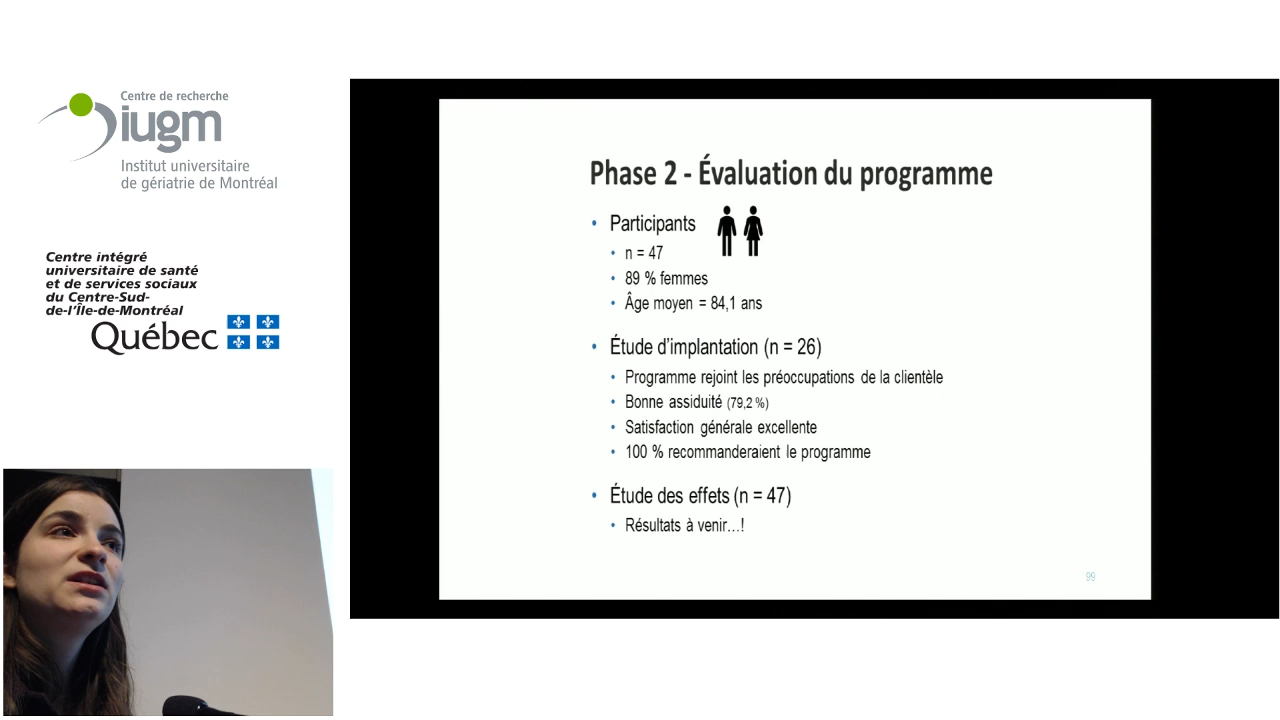 Centre de recherche
iugm
Institut universitaire
de gériatrie de Montréal
Centre intégré
universitaire de santé
et de services sociaux
du Centre-Sud-
de-l'Île-de-Montréal
Québec
Phase 2 - Évaluation du programme
• Participants
• n = 47
• 89 % femmes
• Âge moyen = 84,1 ans
• Étude d'implantation (n = 26)
• Programme rejoint les préoccupations de la clientèle
• Bonne assiduité (79,2 %)
• Satisfaction générale excellente
• 100 % recommanderaient le programme
• Étude des effets (n = 47)
• Résultats à venir…!
99